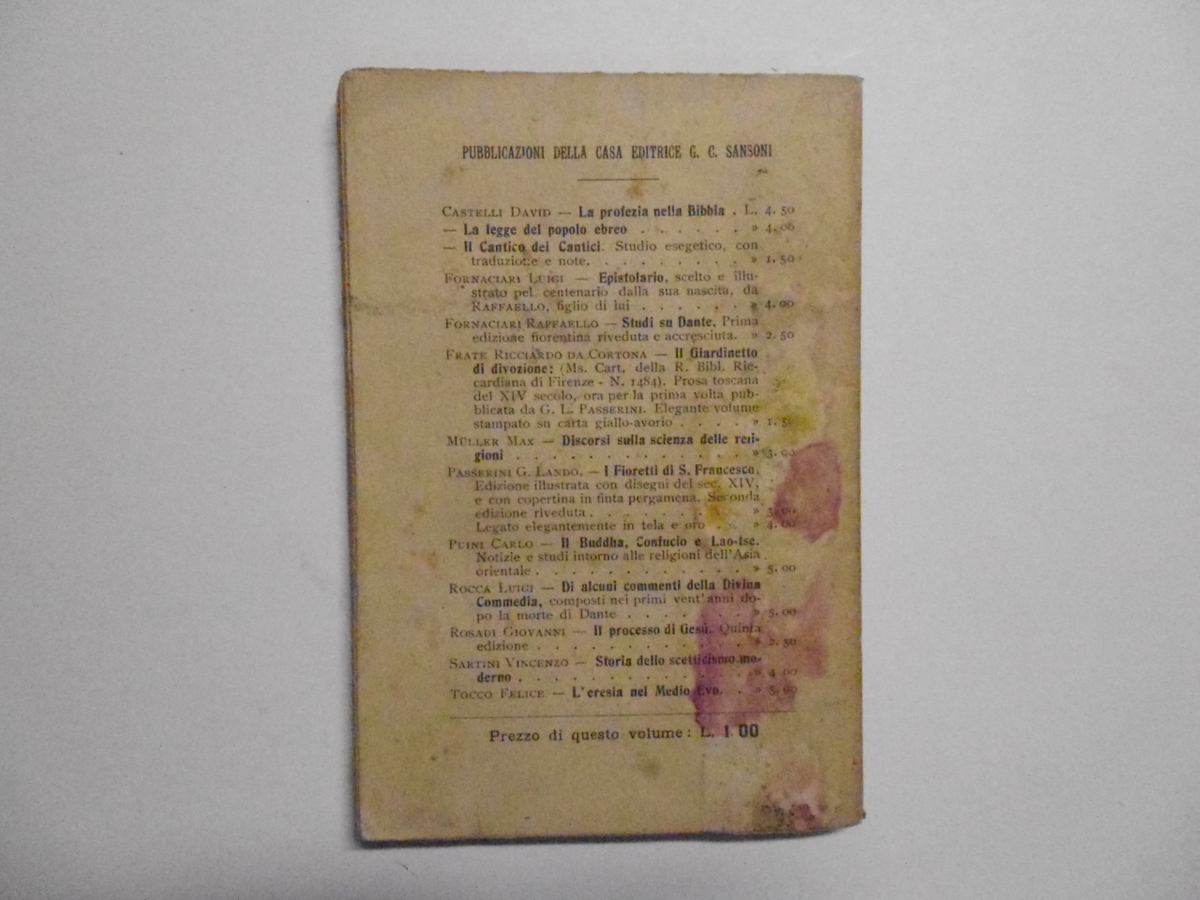 PUBBLICAZIONI DELLA CASA EDITRICE G. C. SANSONI
CASTELLI DAVID — La profezia nella Bibbia . L. 4. 50
— La legge del popolo ebreo . . . . . . » 4. 00
— Il Cantico dei Cantici. Studio esegetico, con
traduzione e note. . . . . . . . . » 1. 50
FORNACIARI LUIGI — Epistolario, scelto e illu-
strato pel centenario dalla sua nascita, da
RAFFAELLO, figlio di lui . . . . . . » 4. 00
FORNACIARI RAFFAELLO — Studi su Dante. Prima
edizione fiorentina riveduta e accresciuta. » 2. 50
FRATE RICCIARDO DA CORTONA — Il Giardinetto
di divozione: (Ms. Cart. della R. Bibl. Ric-
cardiana di Firenze - N. 1484). Prosa toscana
del XIV secolo, ora per la prima volta pub-
blicata da G. L. PASSERINI. Elegante volume
stampato su carta giallo-avorio . . . . » 1.
MÜLLER MAX — Discorsi sulla scienza delle reli-
gioni . . . . . . . . . . . . . » 3. 00
PASSERINI G. LANDO. — I Fioretti di S. Francesco.
Edizione illustrata con disegni del sec. XIV,
e con copertina in finta pergamena. Seconda
edizione riveduta . . . . . . . . . » 3. 00
Legato elegantemente in tela e oro . . » 4. 00
PUINI CARLO — Il Buddha, Confucio e Lao-tse.
Notizie e studi intorno alle religioni dell'Asia
orientale . . . . . . . . . . . . » 5. 00
ROCCA LUIGI — Di alcuni commenti della Divina
Commedia, composti nei primi vent'anni do-
po la morte di Dante . . . . . . . » 5. 00
ROSADI GIOVANNI — Il processo di Gesù. Quinta
edizione . . . . . . . . . . . . » 2. 50
SARTINI VINCENZO — Storia dello scetticismo mo-
derno . . . . . . . . . . . . . » 4. 00
TOCCO FELICE — L'eresia nel Medio Evo. . » 5. 00
Prezzo di questo volume: L. 1. 00